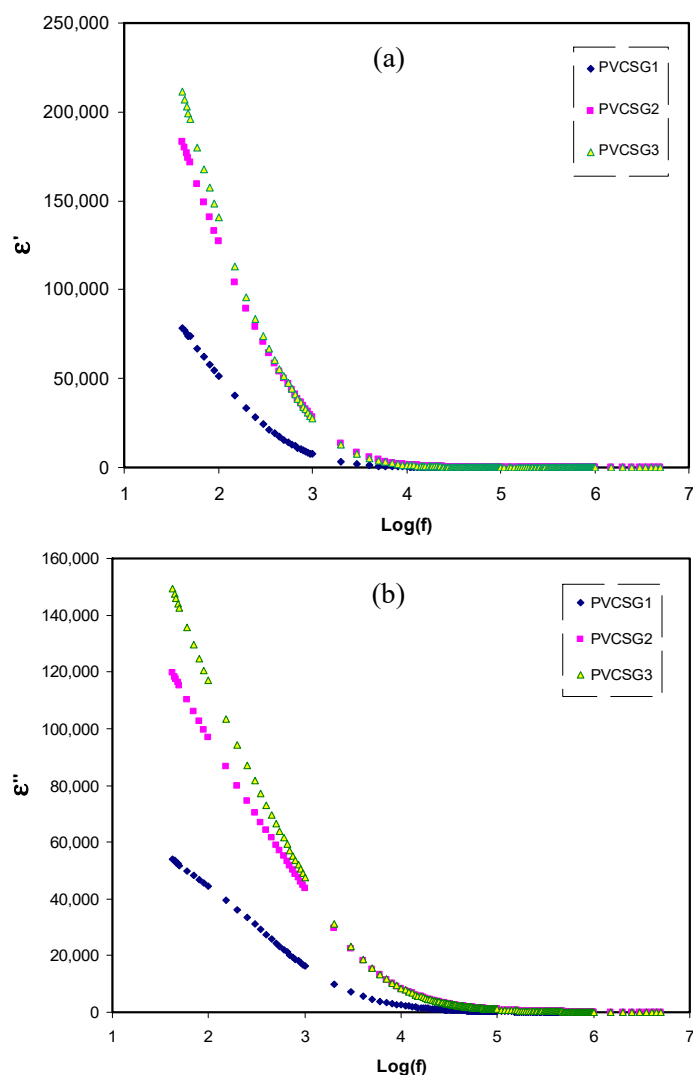 (a)
PVCSG1
PVCSG2
PVCSG3
250,000
200,000
150,000
100,000
50,000
0
ε'
1 2 3 4 5 6 7
Log(f)
(b)
PVCSG1
PVCSG2
PVCSG3
160,000
140,000
120,000
100,000
80,000
60,000
40,000
20,000
0
ε"
1 2 3 4 5 6 7
Log(f)